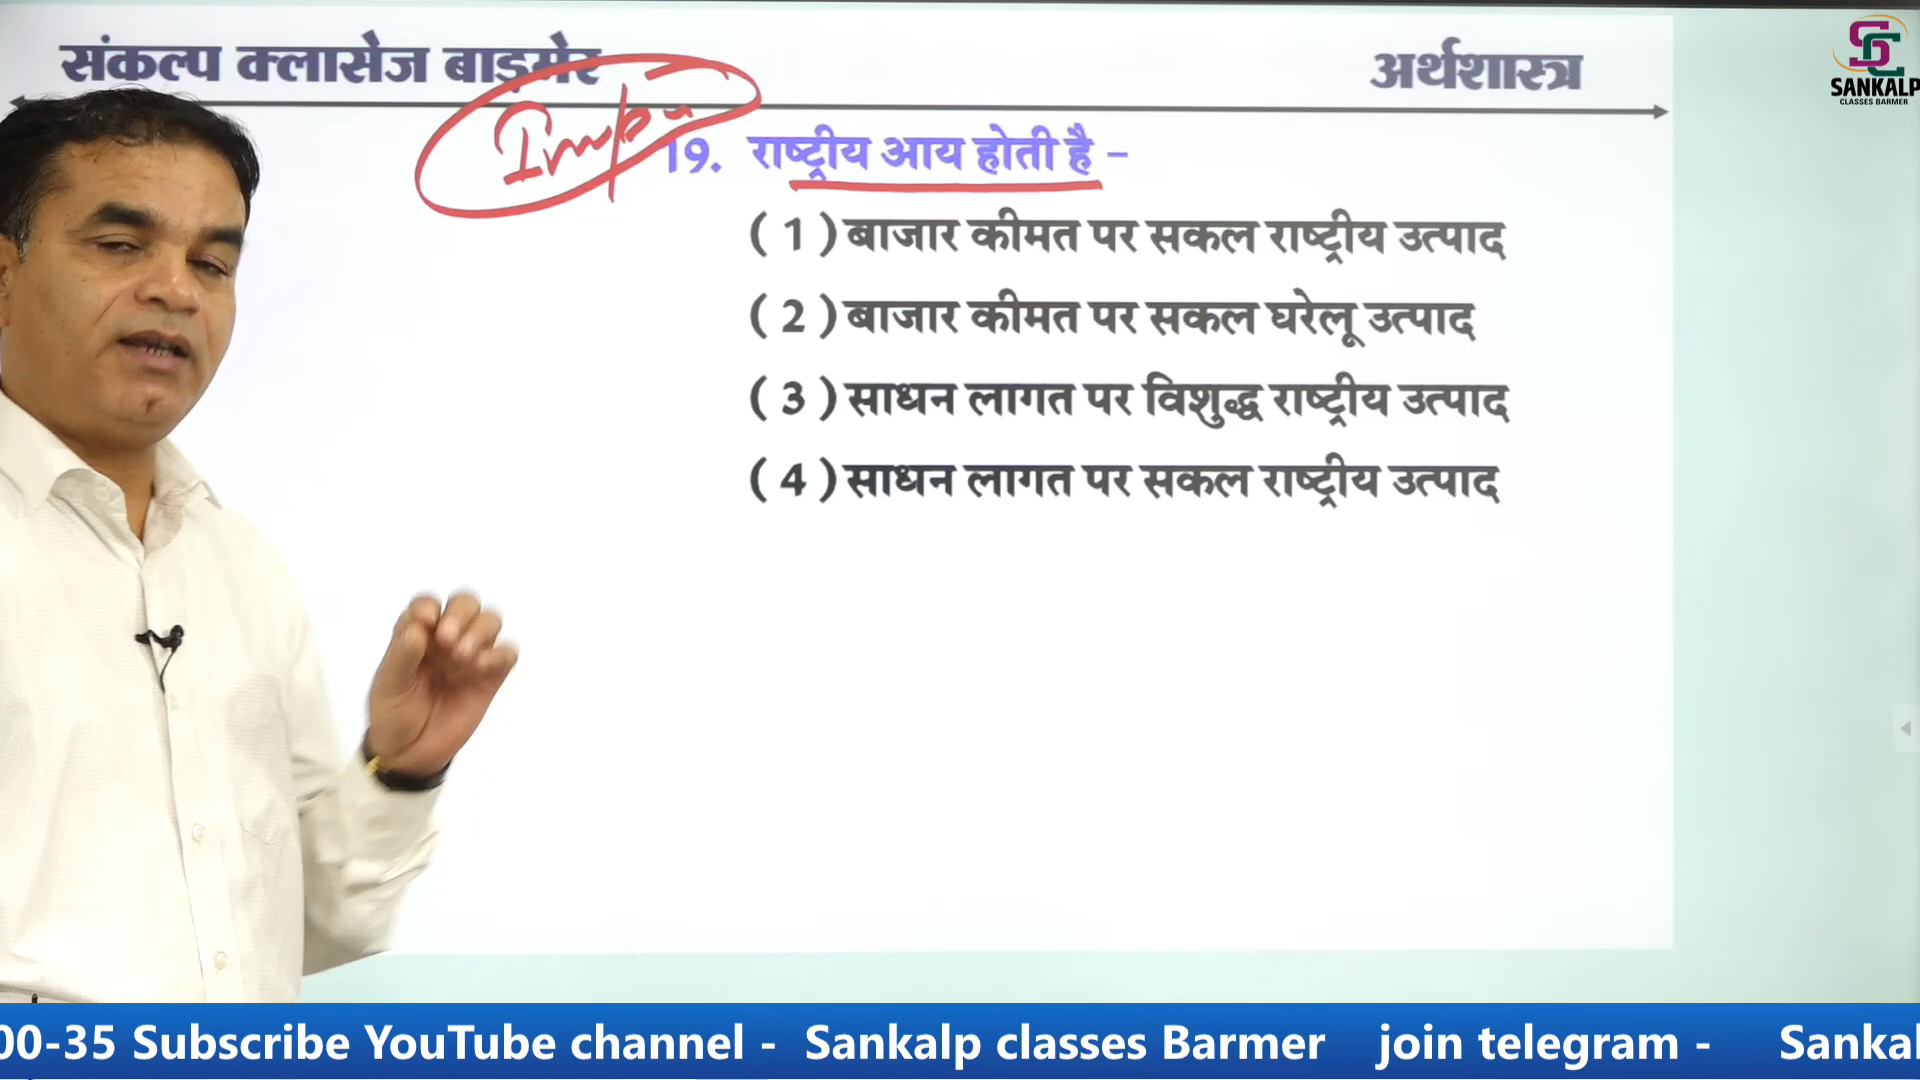 संकल्प क्लासेज बाड़मेर
अर्थशास्त्र
SANKALP
CLASSES BARMER
19. राष्ट्रीय आय होती है –
( 1 ) बाजार कीमत पर सकल राष्ट्रीय उत्पाद
( 2 ) बाजार कीमत पर सकल घरेलू उत्पाद
( 3 ) साधन लागत पर विशुद्ध राष्ट्रीय उत्पाद
( 4 ) साधन लागत पर सकल राष्ट्रीय उत्पाद
00-35 Subscribe YouTube channel - Sankalp classes Barmer join telegram - Sankal